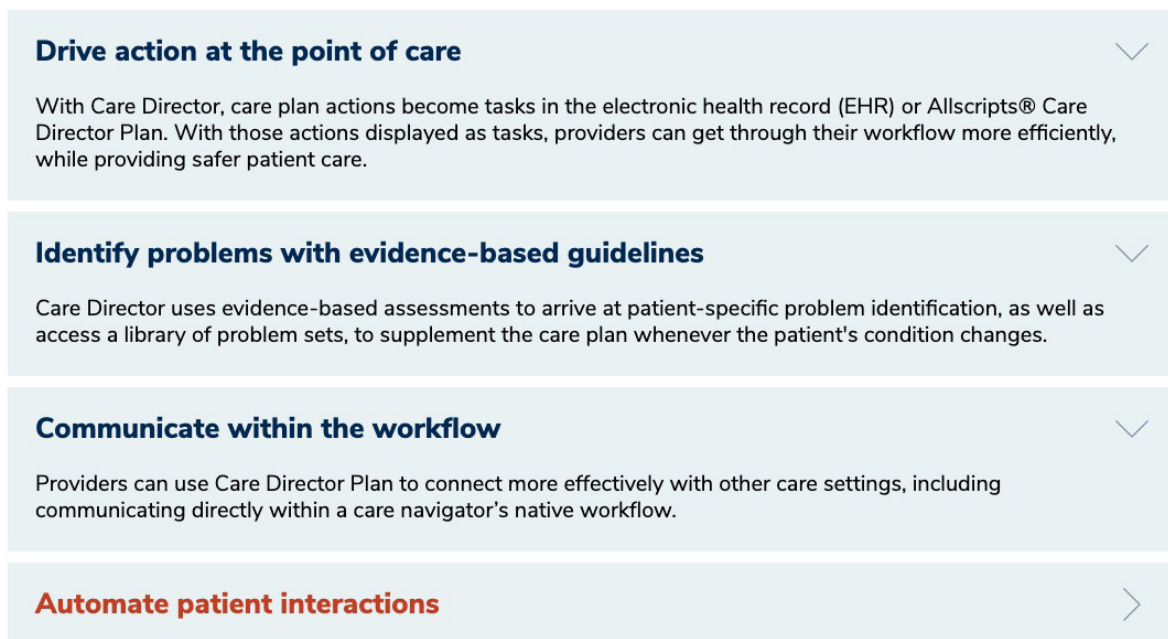 Drive action at the point of care
With Care Director, care plan actions become tasks in the electronic health record (EHR) or Allscripts® Care
Director Plan. With those actions displayed as tasks, providers can get through their workflow more efficiently,
while providing safer patient care.
Identify problems with evidence-based guidelines
Care Director uses evidence-based assessments to arrive at patient-specific problem identification, as well as
access a library of problem sets, to supplement the care plan whenever the patient's condition changes.
Communicate within the workflow
Providers can use Care Director Plan to connect more effectively with other care settings, including
communicating directly within a care navigator’s native workflow.
Automate patient interactions